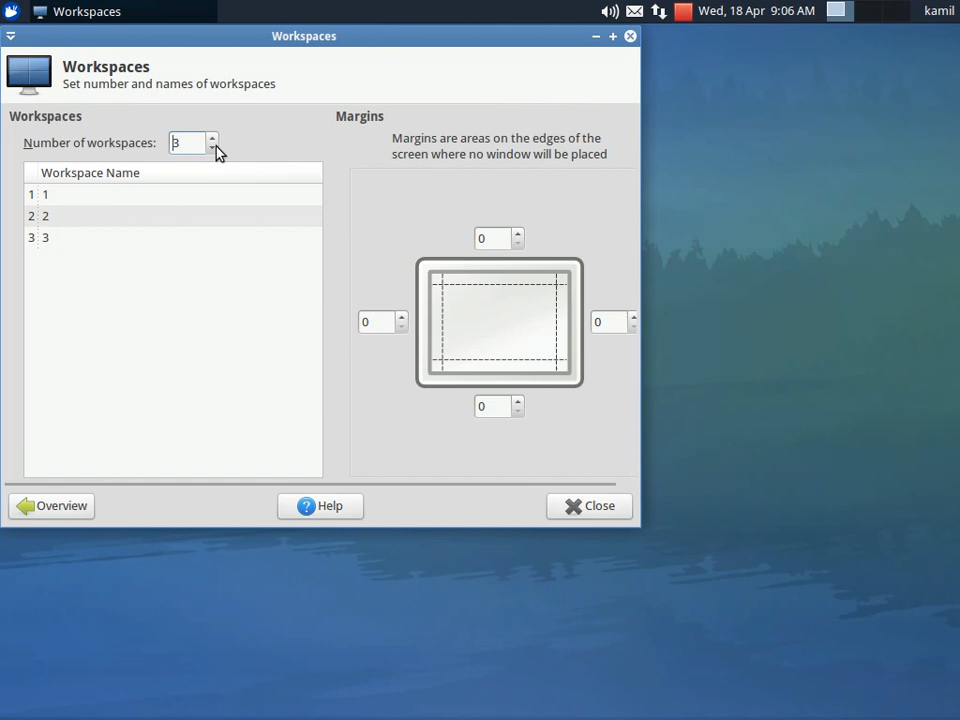 Workspaces
Wed, 18 Apr 9:06 AM
kamil
Workspaces
Workspaces
Set number and names of workspaces
Workspaces
Margins
Number of workspaces: 3
Margins are areas on the edges of the
screen where no window will be placed
Workspace Name
1 1
2 2
3 3
0
0
0
0
Overview
? Help
Close